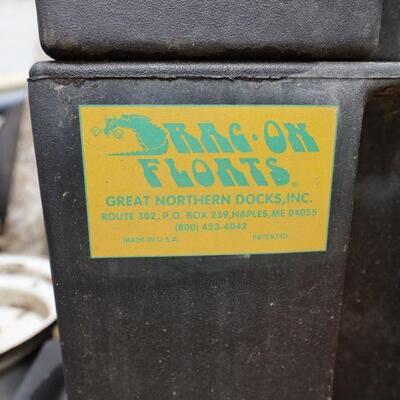 DRAG-ON
FLOATS®
GREAT NORTHERN DOCKS, INC.
ROUTE 302, P.O. BOX 239, NAPLES, ME 04055
(800) 423-4042
MADE IN U.S.A. PATENTED